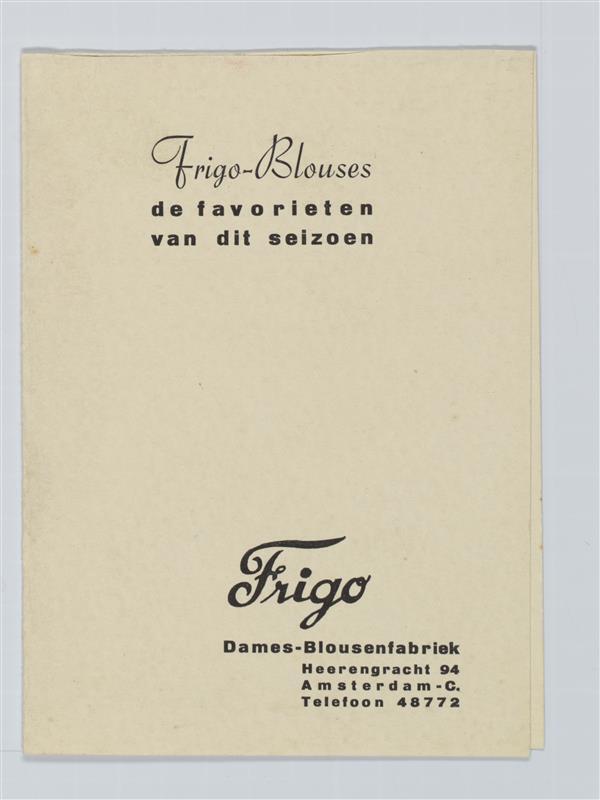 Frigo-Blouses
de favorieten
van dit seizoen
Frigo
Dames-Blousenfabriek
Heerengracht 94
Amsterdam-C.
Telefoon 48772